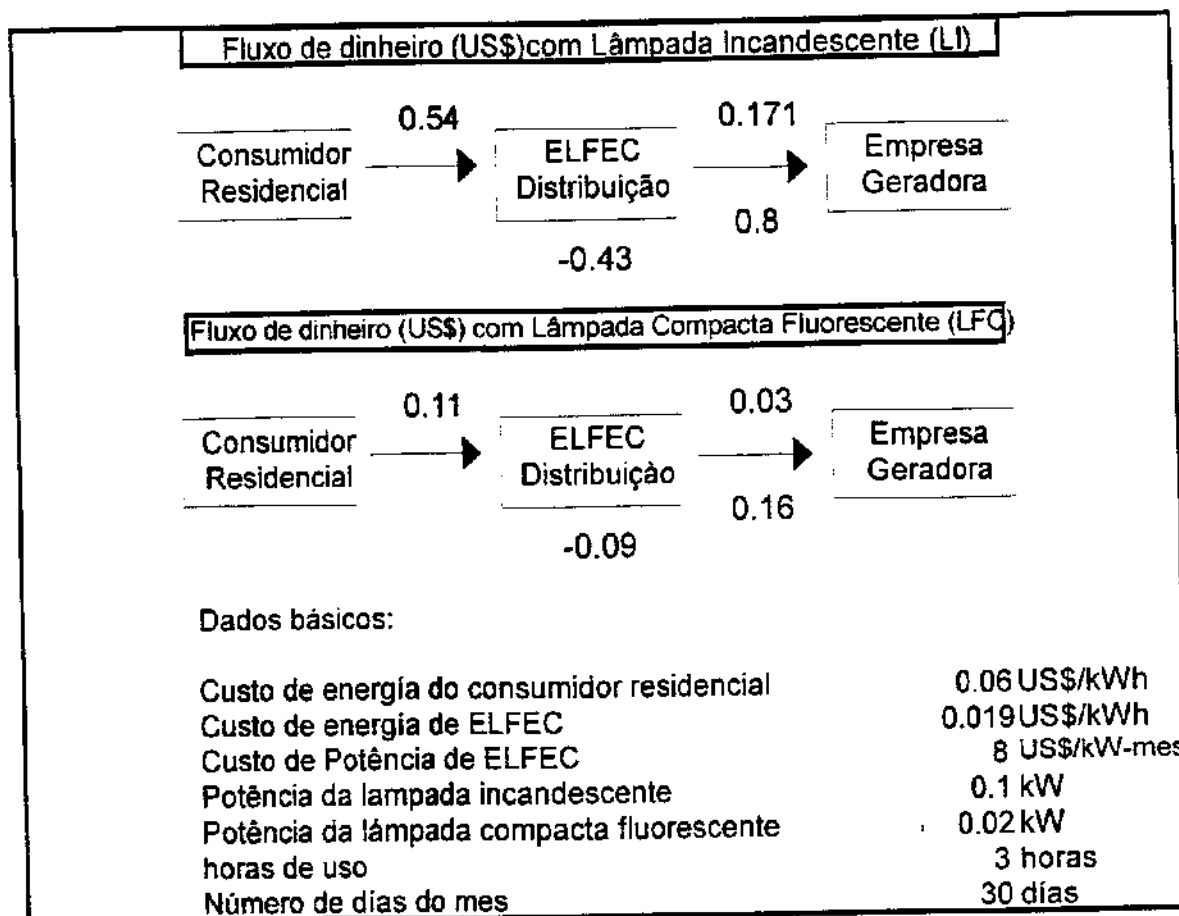 Fluxo de dinheiro (US$)com Lâmpada Incandescente (LI)
0.54 0.171
Consumidor ELFEC Empresa
Residencial Distribuição Geradora
0.8
-0.43
Fluxo de dinheiro (US$) com Lâmpada Compacta Fluorescente (LFC)
0.11 0.03
Consumidor ELFEC Empresa
Residencial Distribuiçào Geradora
0.16
-0.09
Dados básicos:
Custo de energía do consumidor residencial 0.06 US$/kWh
Custo de energia de ELFEC 0.019 US$/kWh
Custo de Potência de ELFEC 8 US$/kW-mes
Potência da lampada incandescente 0.1 kW
Potência da lámpada compacta fluorescente 0.02 kW
horas de uso 3 horas
Número de días do mes 30 días